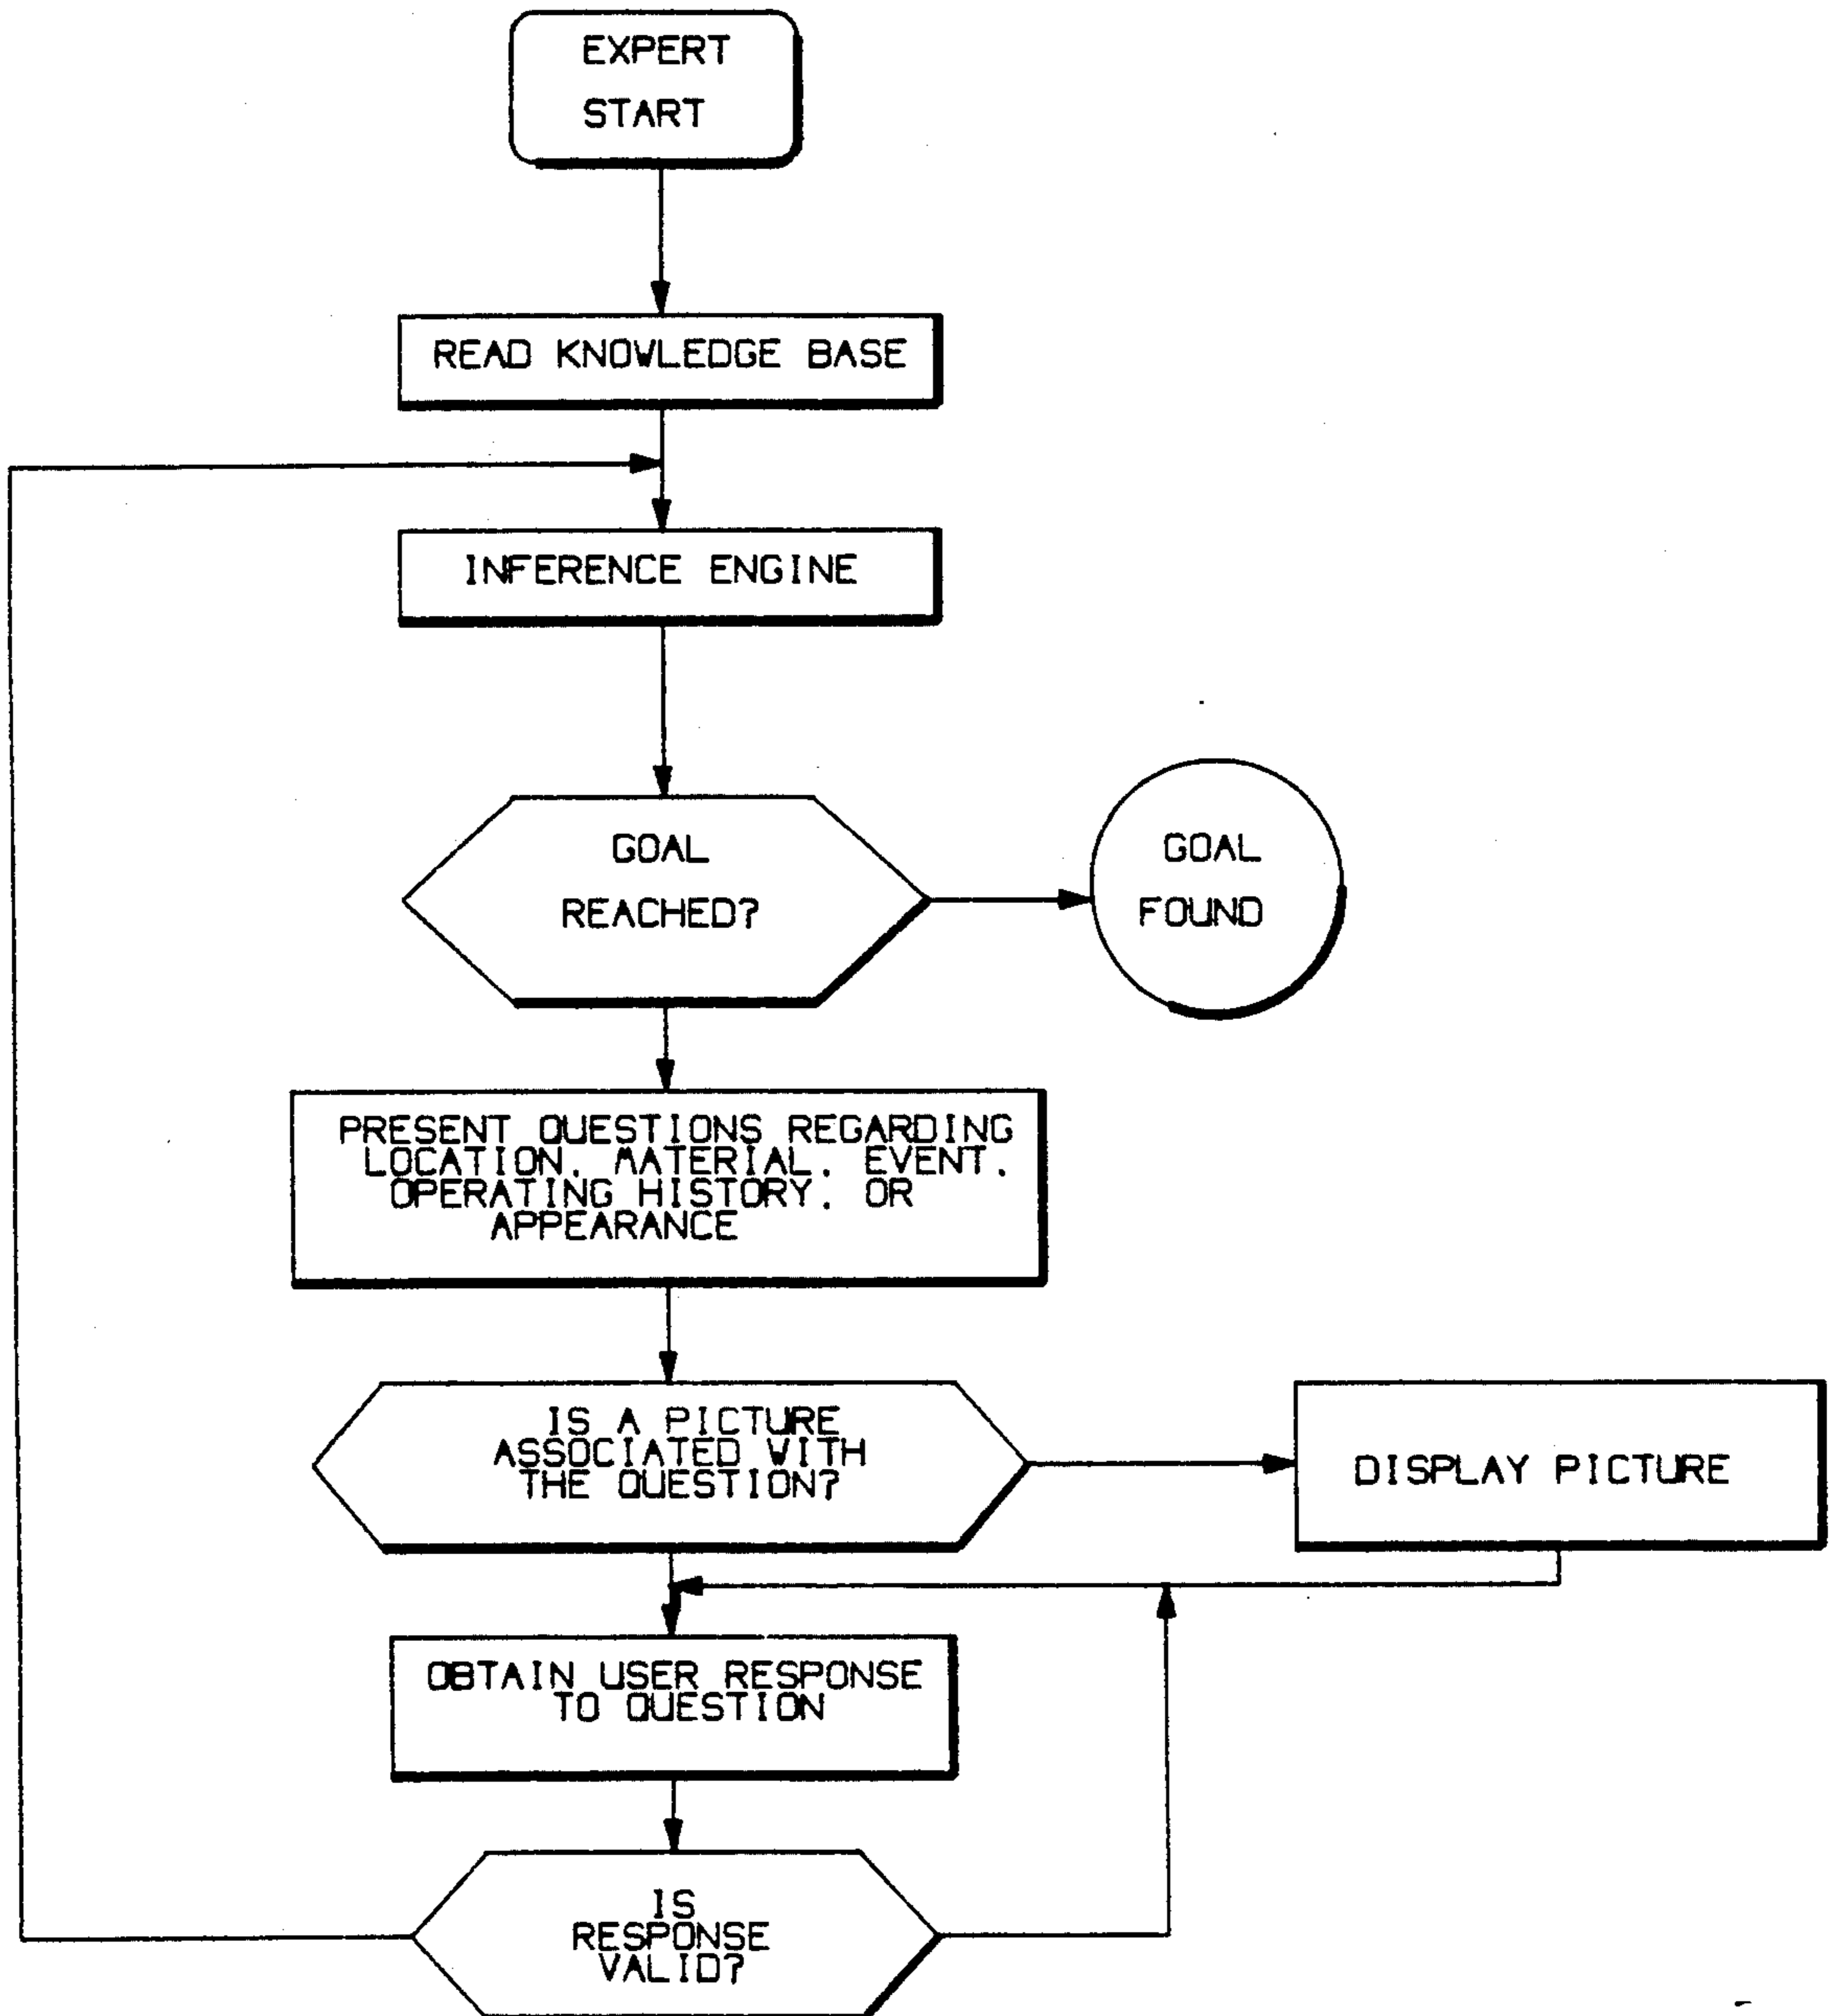 EXPERT
START
READ KNOWLEDGE BASE
INFERENCE ENGINE
GOAL
REACHED?
GOAL
FOUND
PRESENT QUESTIONS REGARDING
LOCATION, MATERIAL, EVENT,
OPERATING HISTORY, OR
APPEARANCE
IS A PICTURE
ASSOCIATED WITH
THE QUESTION?
DISPLAY PICTURE
OBTAIN USER RESPONSE
TO QUESTION
IS
RESPONSE
VALID?